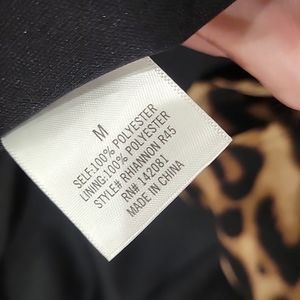 M
SELF:100% POLYESTER
LINING:100% POLYESTER
STYLE# RHIANNON R45
RN# 142081
MADE IN CHINA